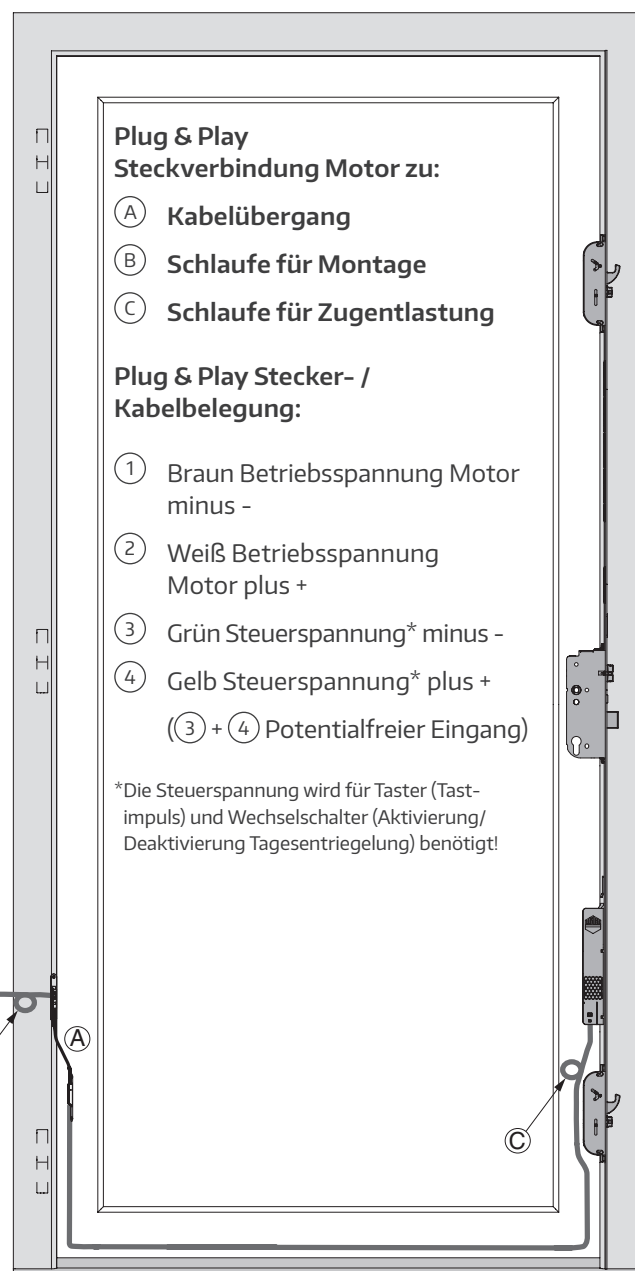 Plug & Play
Steckverbindung Motor zu:
A Kabelübergang
B Schlaufe für Montage
C Schlaufe für Zugentlastung
Plug & Play Stecker- /
Kabelbelegung:
1 Braun Betriebsspannung Motor
minus -
2 Weiß Betriebsspannung
Motor plus +
3 Grün Steuerspannung* minus -
4 Gelb Steuerspannung* plus +
(3 + 4 Potentialfreier Eingang)
*Die Steuerspannung wird für Taster (Tast-
impuls) und Wechselschalter (Aktivierung/
Deaktivierung Tagesentriegelung) benötigt!
A
C